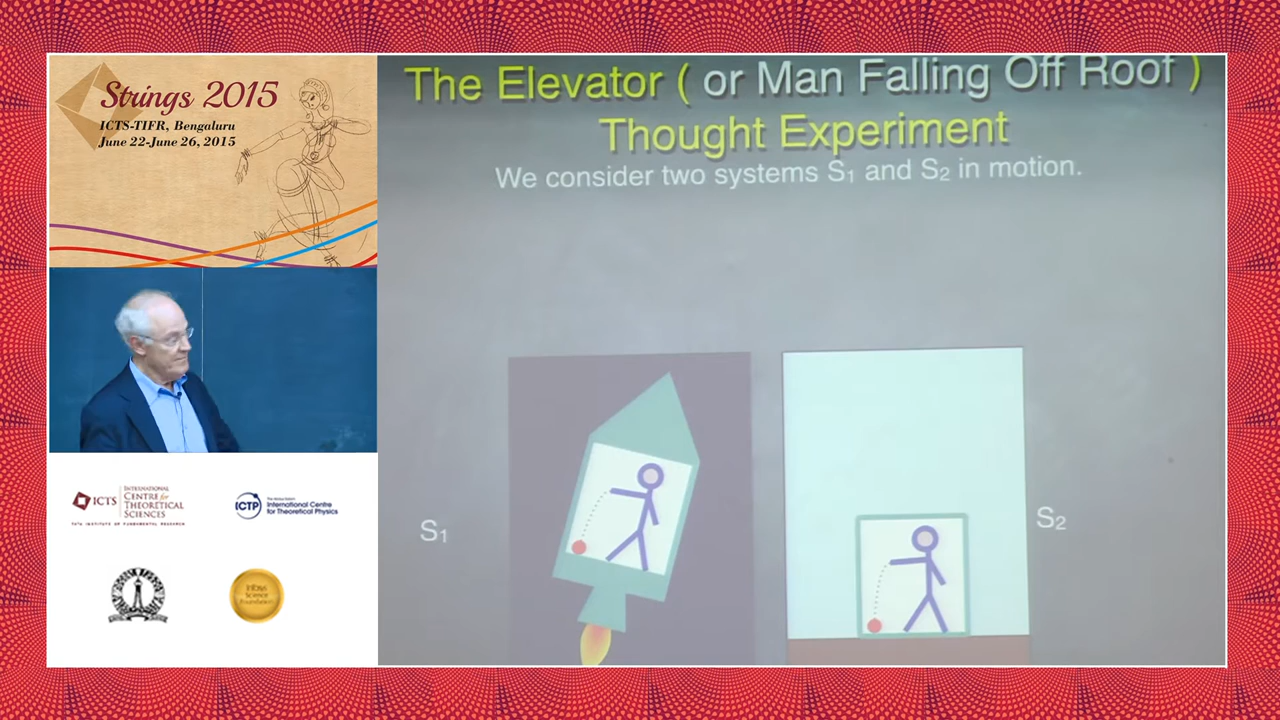 Strings 2015
ICTS-TIFR, Bengaluru
June 22-June 26, 2015
The Elevator ( or Man Falling Off Roof )
Thought Experiment
We consider two systems S₁ and S₂ in motion.
S₁
S₂
ICTS
INTERNATIONAL
CENTRE for
THEORETICAL
SCIENCES
TATA INSTITUTE OF FUNDAMENTAL RESEARCH
ICTP
The Abdus Salam
International Centre
for Theoretical Physics
Infosys
Science
Foundation